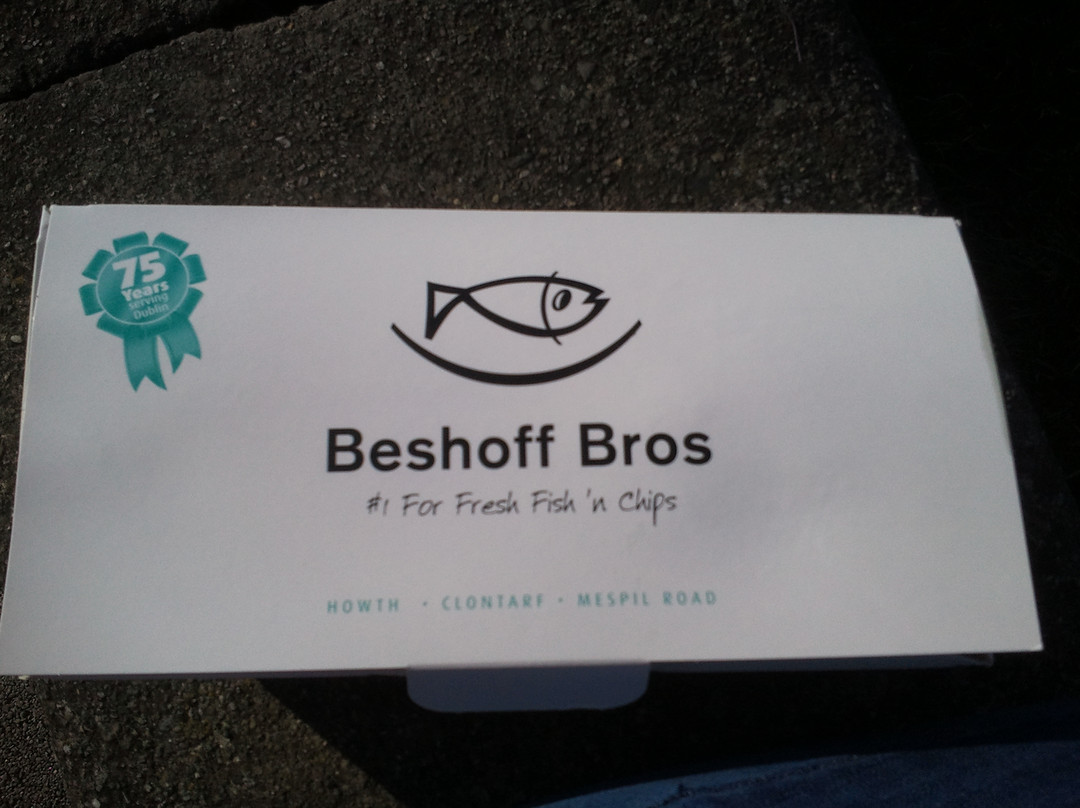 75
Years
serving
Dublin
Beshoff Bros
#1 For Fresh Fish 'n Chips
HOWTH · CLONTARF · MESPIL ROAD